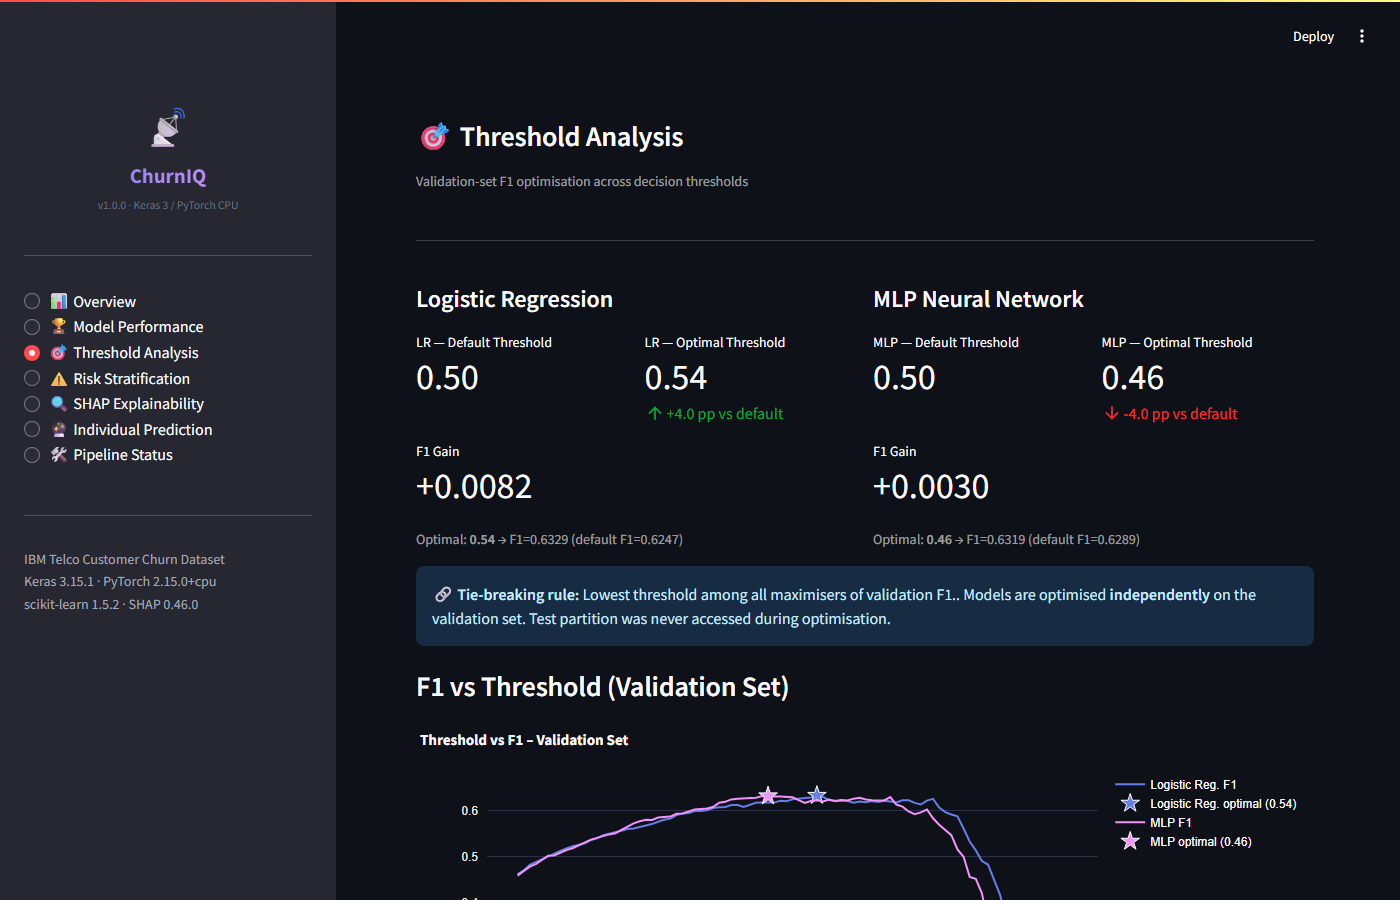 Deploy
ChurnIQ
v1.0.0 · Keras 3 / PyTorch CPU
Overview
Model Performance
Threshold Analysis
Risk Stratification
SHAP Explainability
Individual Prediction
Pipeline Status
IBM Telco Customer Churn Dataset
Keras 3.15.1 · PyTorch 2.15.0+cpu
scikit-learn 1.5.2 · SHAP 0.46.0
Threshold Analysis
Validation-set F1 optimisation across decision thresholds
Logistic Regression
LR — Default Threshold
0.50
LR — Optimal Threshold
0.54
↑ +4.0 pp vs default
F1 Gain
+0.0082
Optimal: 0.54 → F1=0.6329 (default F1=0.6247)
MLP Neural Network
MLP — Default Threshold
0.50
MLP — Optimal Threshold
0.46
↓ -4.0 pp vs default
F1 Gain
+0.0030
Optimal: 0.46 → F1=0.6319 (default F1=0.6289)
Tie-breaking rule: Lowest threshold among all maximisers of validation F1.. Models are optimised independently on the
validation set. Test partition was never accessed during optimisation.
F1 vs Threshold (Validation Set)
Threshold vs F1 – Validation Set
0.6
0.5
Logistic Reg. F1
Logistic Reg. optimal (0.54)
MLP F1
MLP optimal (0.46)